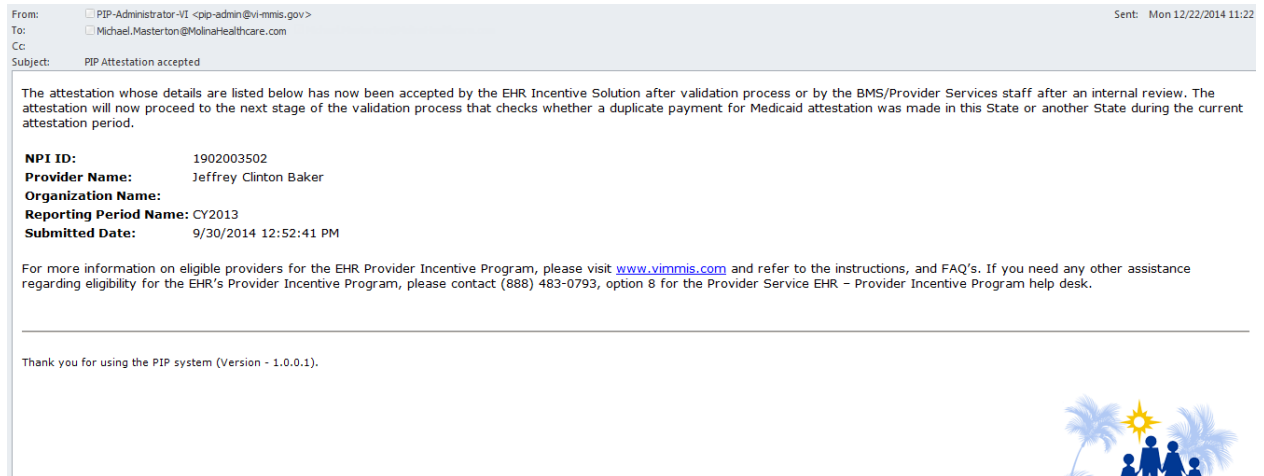 From: PIP-Administrator-VI <pip-admin@vi-mmis.gov> Sent: Mon 12/22/2014 11:22
To: Michael.Masterton@MolinaHealthcare.com
Cc:
Subject: PIP Attestation accepted
The attestation whose details are listed below has now been accepted by the EHR Incentive Solution after validation process or by the BMS/Provider Services staff after an internal review. The
attestation will now proceed to the next stage of the validation process that checks whether a duplicate payment for Medicaid attestation was made in this State or another State during the current
attestation period.
NPI ID: 1902003502
Provider Name: Jeffrey Clinton Baker
Organization Name:
Reporting Period Name: CY2013
Submitted Date: 9/30/2014 12:52:41 PM
For more information on eligible providers for the EHR Provider Incentive Program, please visit www.vimmis.com and refer to the instructions, and FAQ's. If you need any other assistance
regarding eligibility for the EHR's Provider Incentive Program, please contact (888) 483-0793, option 8 for the Provider Service EHR – Provider Incentive Program help desk.
Thank you for using the PIP system (Version - 1.0.0.1).